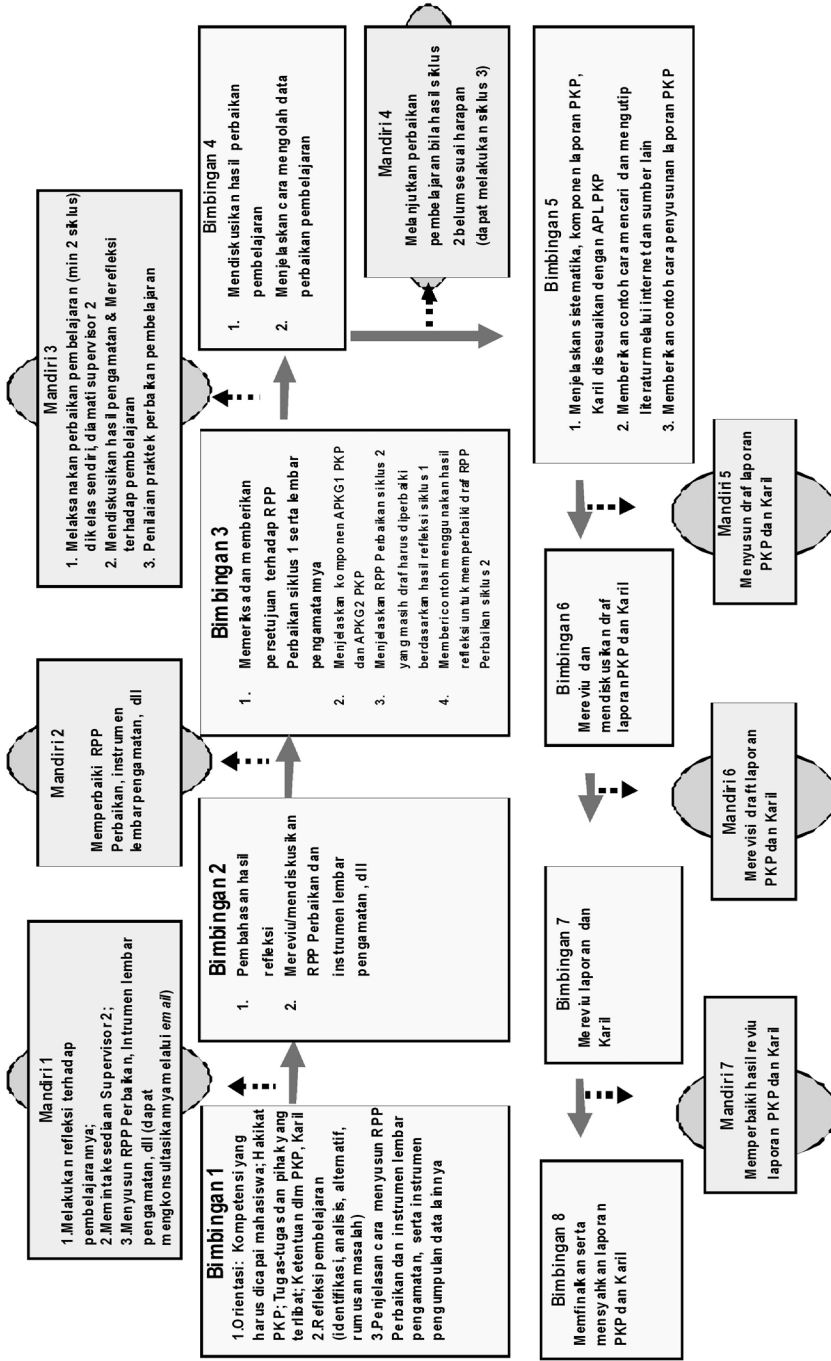 Mandiri 1
1.Melakukan refleksi terhadap
pembelajarannya;
2.Meminta kesediaan Supervisor 2;
3.Menyusun RPP Perbaikan, Intrumen lembar
pengamatan, dll (dapat
mengkonsultasikannya melalui email)
Mandiri 2
Memperbaiki RPP
Perbaikan, instrumen
lembar pengamatan, dll
Mandiri 3
1. Melaksanakan perbaikan pembelajaran (min 2 siklus)
dikelas sendiri, diamati supervisor 2
2. Mendiskusikan hasil pengamatan & Merefleksi
terhadap pembelajaran
3. Penilaian praktek perbaikan pembelajaran
Bimbingan 1
1.Orientasi: Kompetensi yang
harus dicapai mahasiswa; Hakikat
PKP; Tugas-tugas dan pihak yang
terlibat; Ketentuan dlm PKP, Karil
2.Refleksi pembelajaran
(identifikasi, analisis, alternatif,
rumusan masalah)
3.Penjelasan cara menyusun RPP
Perbaikan dan instrumen lembar
pengamatan, serta instrumen
pengumpulan data lainnya
Bimbingan 2
1. Pembahasan hasil
refleksi
2. Mereviu/mendiskusikan
RPP Perbaikan dan
instrumen lembar
pengamatan, dll
Bimbingan 3
1. Memeriksa dan memberikan
persetujuan terhadap RPP
Perbaikan siklus 1 serta lembar
pengamatannya
2. Menjelaskan komponen APKG1 PKP
dan APKG2 PKP
3. Menjelaskan RPP Perbaikan siklus 2
yang masih draf harus diperbaiki
berdasarkan hasil refleksi siklus 1
4. Memberi contoh menggunakan hasil
refleksi untuk memperbaiki draf RPP
Perbaikan siklus 2
Bimbingan 4
1. Mendiskusikan hasil perbaikan
pembelajaran
2. Menjelaskan cara mengolah data
perbaikan pembelajaran
Mandiri 4
Melanjutkan perbaikan
pembelajaran bila hasil siklus
2 belum sesuai harapan
(dapat melakukan siklus 3)
Bimbingan 5
1. Menjelaskan sistematika, komponen laporan PKP,
Karil disesuaikan dengan APL PKP
2. Memberikan contoh cara mencari dan mengutip
literatur melalui internet dan sumber lain
3. Memberikan contoh cara penyusunan laporan PKP
Mandiri 5
Menyusun draf laporan
PKP dan Karil
Bimbingan 6
Mereviu dan
mendiskusikan draf
laporan PKP dan Karil
Mandiri 6
Merevisi draft laporan
PKP dan Karil
Bimbingan 7
Mereviu laporan dan
Karil
Mandiri 7
Memperbaiki hasil reviu
laporan PKP dan Karil
Bimbingan 8
Memfinalkan serta
mensyahkan laporan
PKP dan Karil